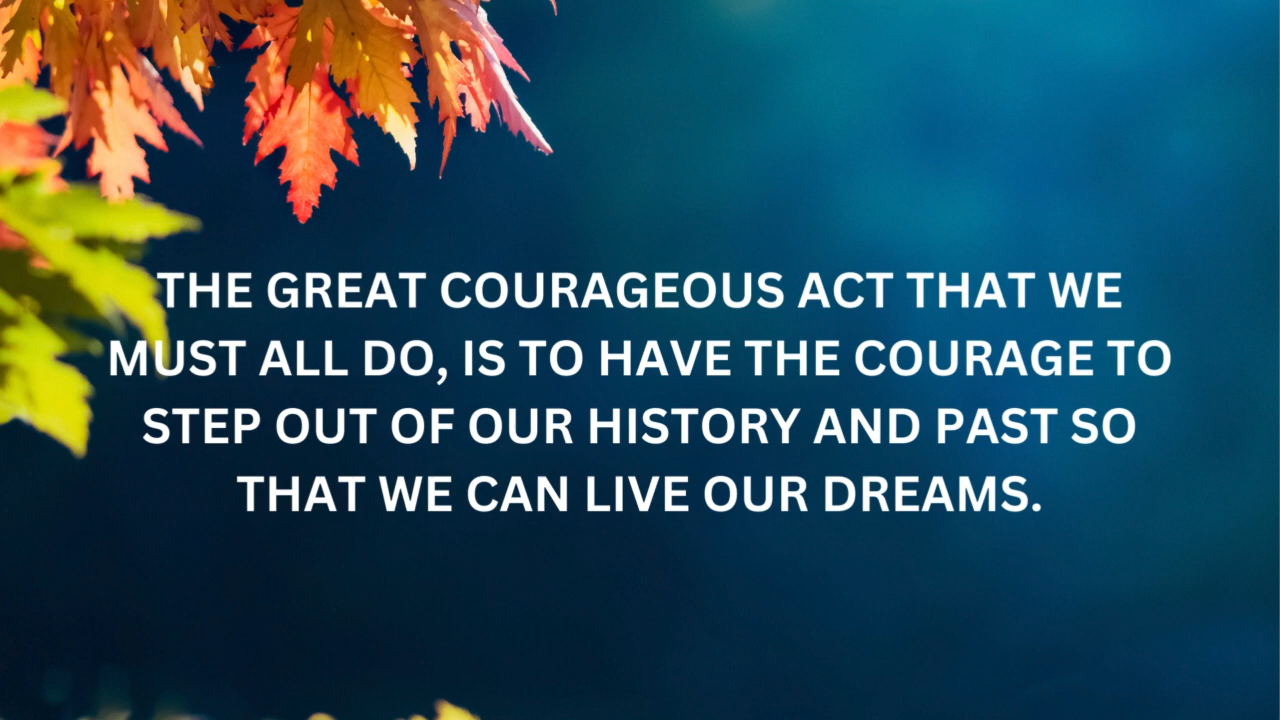 THE GREAT COURAGEOUS ACT THAT WE
MUST ALL DO, IS TO HAVE THE COURAGE TO
STEP OUT OF OUR HISTORY AND PAST SO
THAT WE CAN LIVE OUR DREAMS.